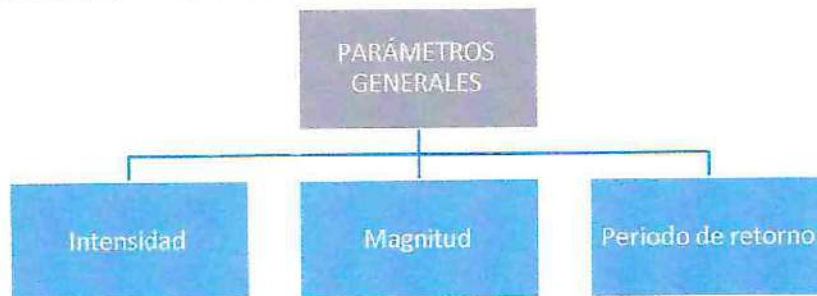 PARÁMETROS
GENERALES
Intensidad
Magnitud
Periodo de retorno